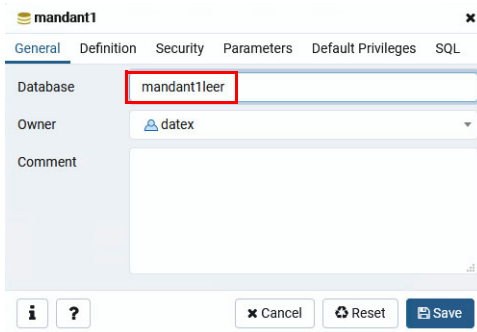 mandant1
General Definition Security Parameters Default Privileges SQL
Database mandant1leer
Owner datex
Comment
i ? Cancel Reset Save